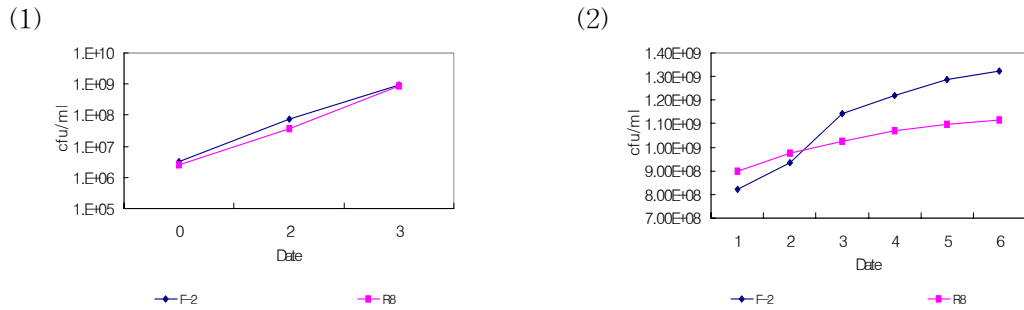 (1)
1.E+10
1.E+09
1.E+08
1.E+07
1.E+06
1.E+05
cfu/ml
0 2 3
Date
F-2 R8
(2)
1.40E+09
1.30E+09
1.20E+09
1.10E+09
1.00E+09
9.00E+08
8.00E+08
7.00E+08
cfu/ml
1 2 3 4 5 6
Date
F-2 R8